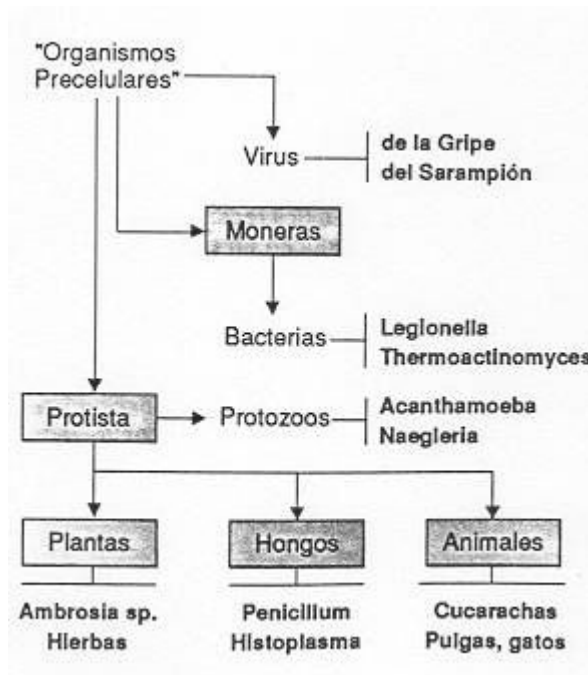 "Organismos
Precelulares"
Virus
de la Gripe
del Sarampión
Moneras
Bacterias
Legionella
Thermoactinomyces
Protista
Protozoos
Acanthamoeba
Naegleria
Plantas
Hongos
Animales
Ambrosia sp.
Hierbas
Penicilium
Histoplasma
Cucarachas
Pulgas, gatos